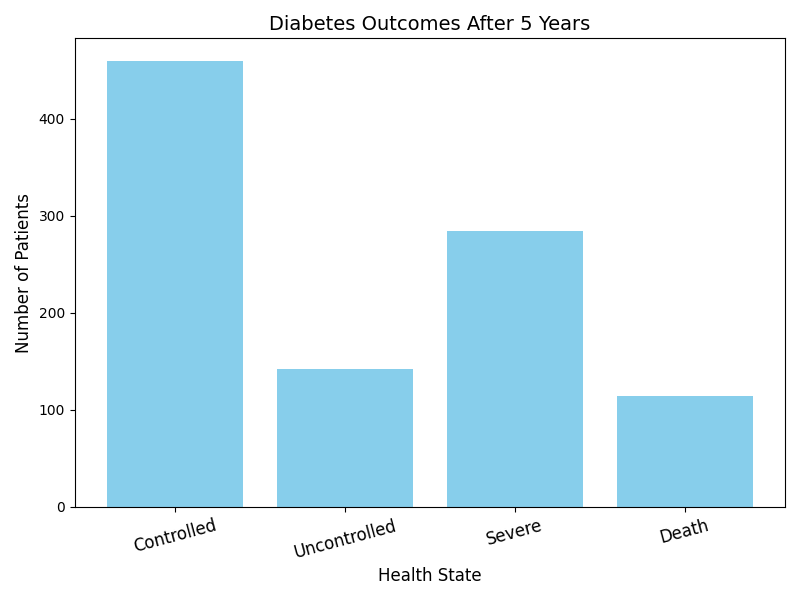 Diabetes Outcomes After 5 Years
Number of Patients
400
300
200
100
0
Controlled
Uncontrolled
Severe
Death
Health State